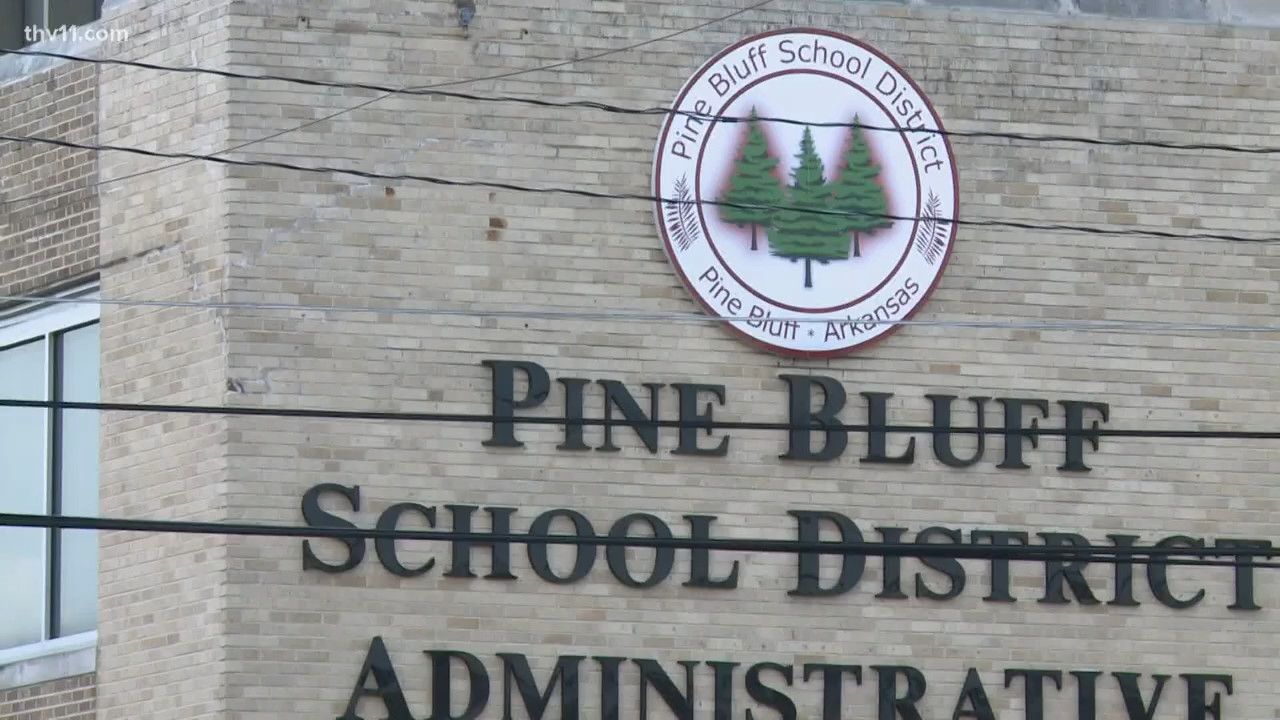 thv11.com
Pine Bluff School District
Pine Bluff * Arkansas
PINE BLUFF
SCHOOL DISTRICT
ADMINISTRATIVE